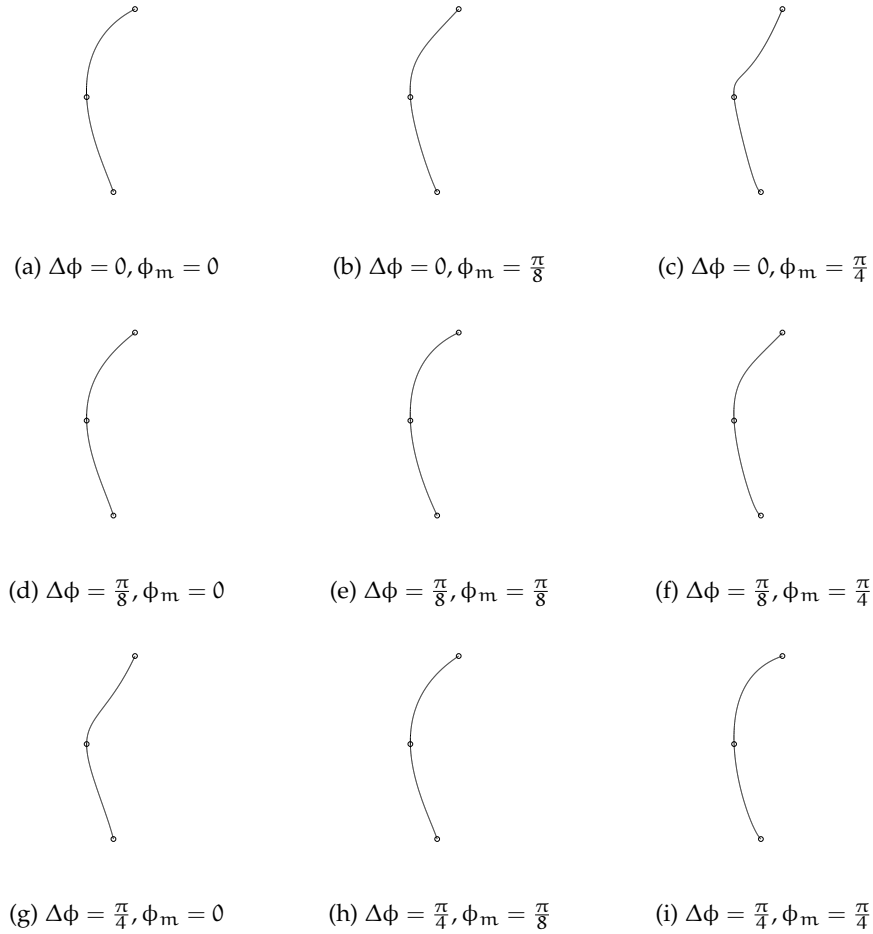 (a) Δϕ = 0, ϕₘ = 0
(b) Δϕ = 0, ϕₘ = π/8
(c) Δϕ = 0, ϕₘ = π/4
(d) Δϕ = π/8, ϕₘ = 0
(e) Δϕ = π/8, ϕₘ = π/8
(f) Δϕ = π/8, ϕₘ = π/4
(g) Δϕ = π/4, ϕₘ = 0
(h) Δϕ = π/4, ϕₘ = π/8
(i) Δϕ = π/4, ϕₘ = π/4